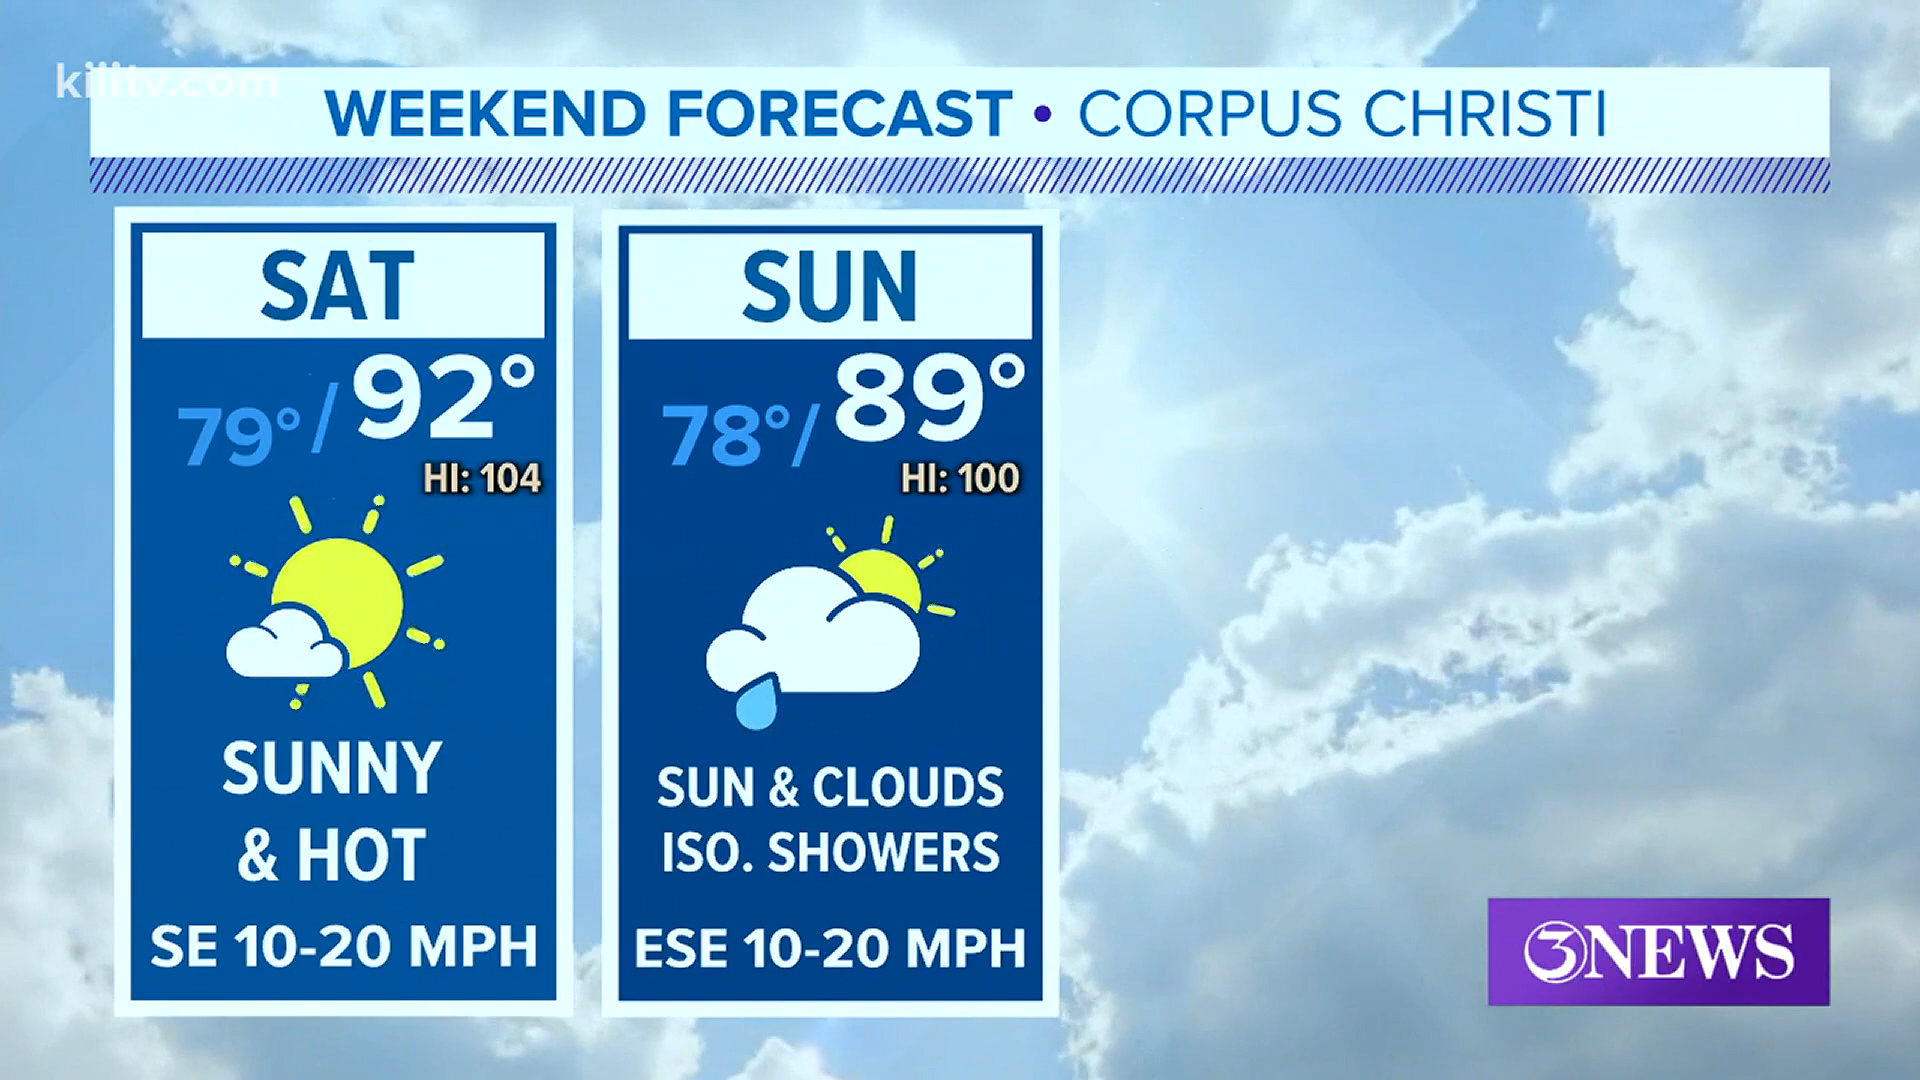 kiiitv.com
WEEKEND FORECAST • CORPUS CHRISTI
SAT
79°/92°
HI: 104
SUNNY
& HOT
SE 10-20 MPH
SUN
78°/89°
HI: 100
SUN & CLOUDS
ISO. SHOWERS
ESE 10-20 MPH
3NEWS